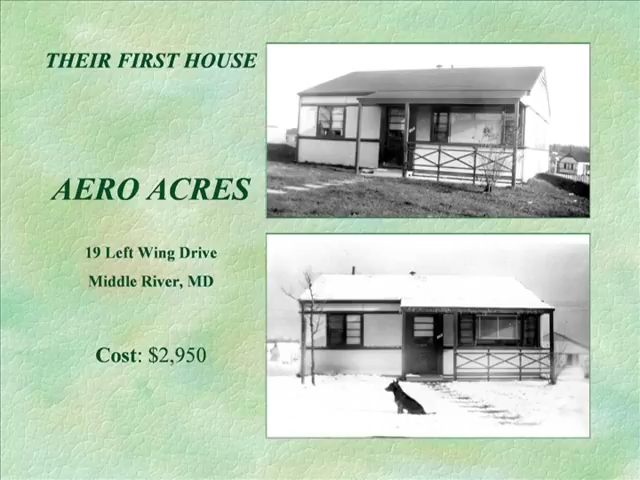 THEIR FIRST HOUSE
AERO ACRES
19 Left Wing Drive
Middle River, MD
Cost: $2,950